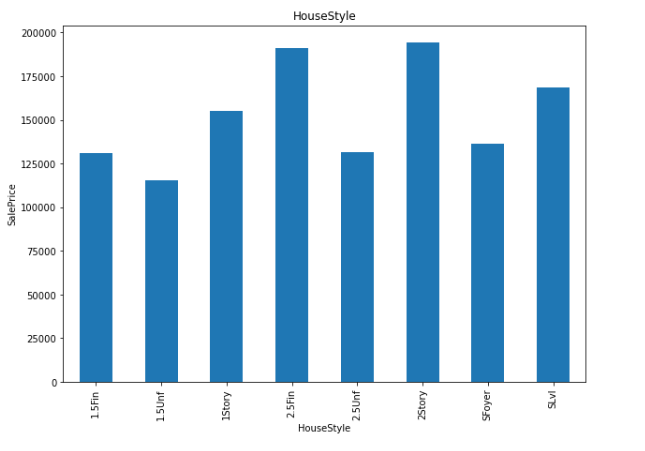 HouseStyle
200000
175000
150000
125000
100000
75000
50000
25000
0
SalePrice
1.5Fin
1.5Unf
1Story
2.5Fin
2.5Unf
2Story
SFoyer
SLvl
HouseStyle